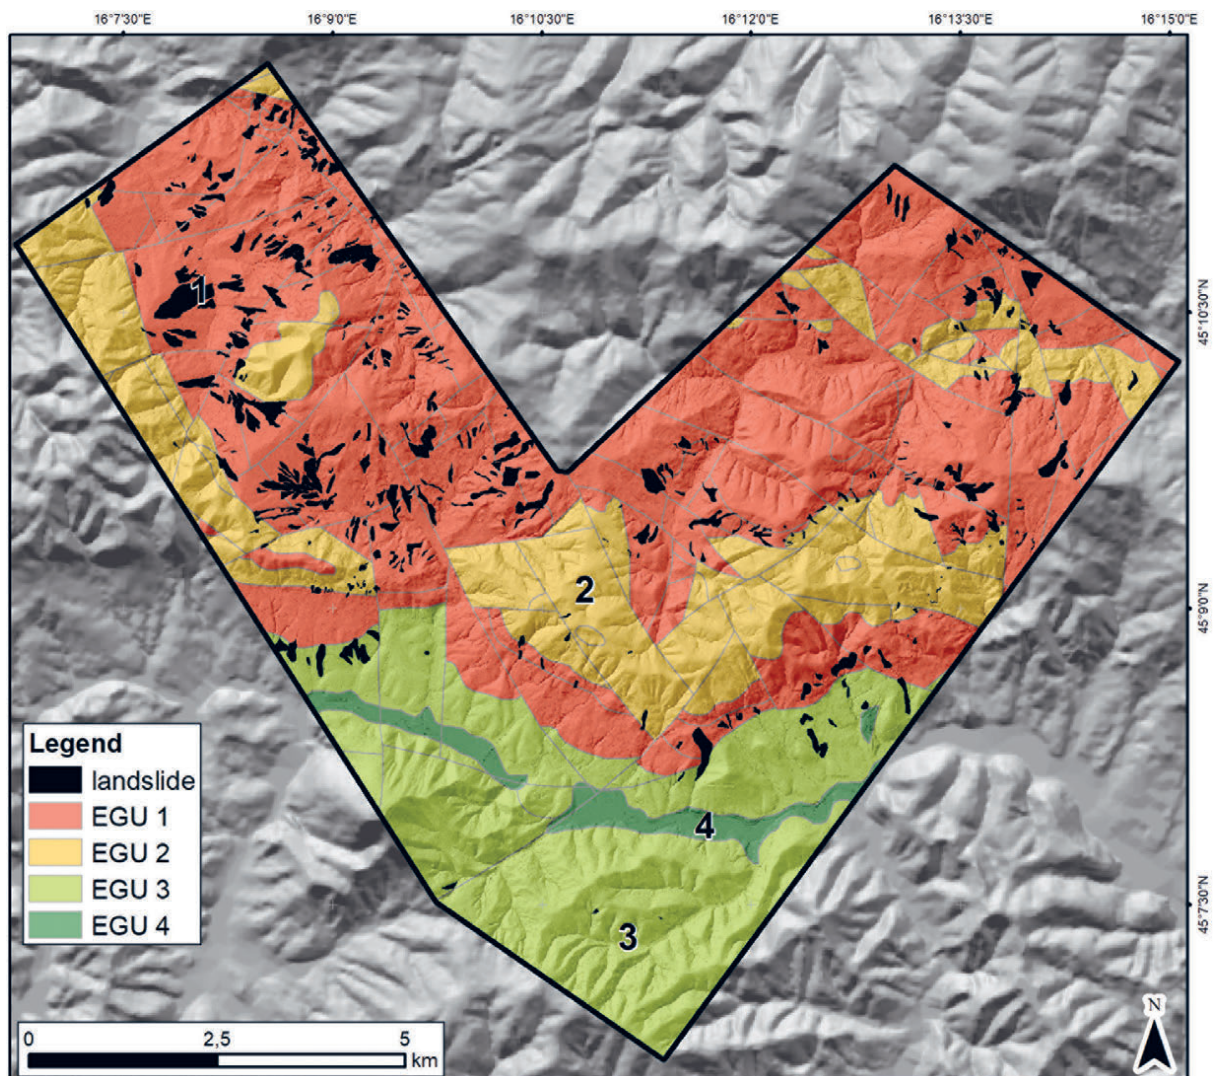 16°7'30"E 16°9'0"E 16°10'30"E 16°12'0"E 16°13'30"E 16°15'0"E
1
45°10'30"N
2
45°9'0"N
Legend
landslide
EGU 1
EGU 2
EGU 3
EGU 4
4
45°7'30"N
3
N
0 2,5 5
km